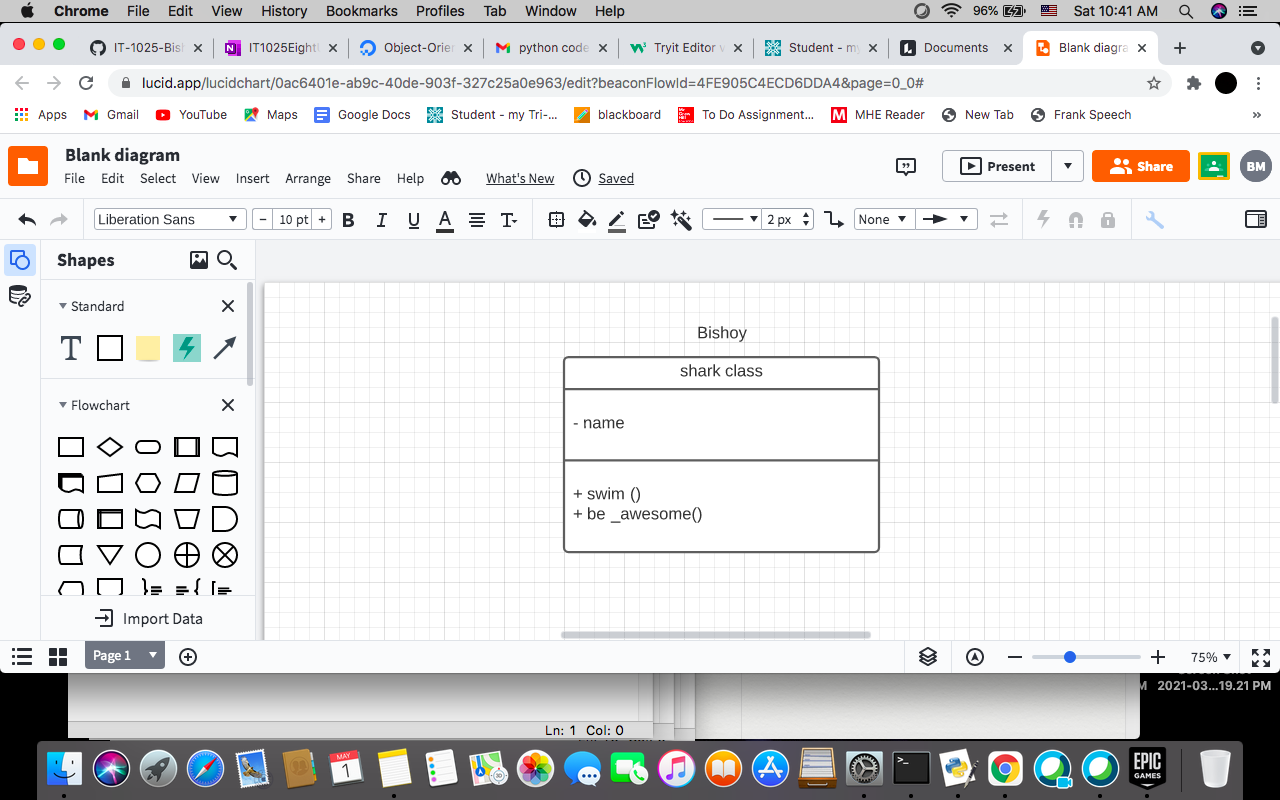 Chrome File Edit View History Bookmarks Profiles Tab Window Help 96% Sat 10:41 AM
IT-1025-Bish IT1025Eight Object-Orien python code Tryit Editor v Student - my Documents Blank diagra
lucid.app/lucidchart/0ac6401e-ab9c-40de-903f-327c25a0e963/edit?beaconFlowId=4FE905C4ECD6DDA4&page=0_0#
Apps Gmail YouTube Maps Google Docs Student - my Tri-... blackboard To Do Assignment... MHE Reader New Tab Frank Speech »
Blank diagram
File Edit Select View Insert Arrange Share Help What's New Saved
Present Share BM
Liberation Sans − 10 pt + B I U A T 2 px None
Shapes
Standard
T
Flowchart
Import Data
Bishoy
shark class
- name
+ swim ()
+ be _awesome()
Page 1 75%
M 2021-03...19.21 PM
Ln: 1 Col: 0
MAY
1
3D
>_
EPIC
GAMES